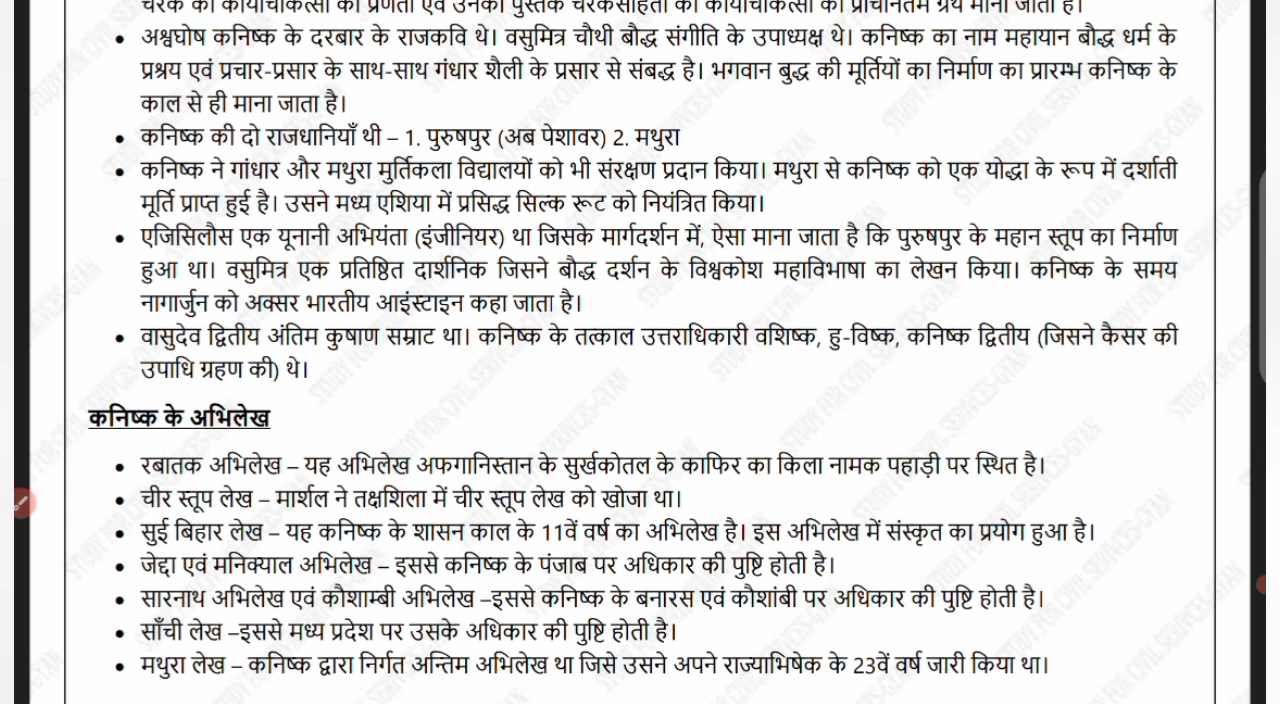 चरक को कायचिकित्सा का प्रणेता एवं उनकी पुस्तक चरकसंहिता को कायचिकित्सा का प्राचीनतम ग्रंथ माना जाता है।
• अश्वघोष कनिष्क के दरबार के राजकवि थे। वसुमित्र चौथी बौद्ध संगीति के उपाध्यक्ष थे। कनिष्क का नाम महायान बौद्ध धर्म के
प्रश्रय एवं प्रचार-प्रसार के साथ-साथ गंधार शैली के प्रसार से संबद्ध है। भगवान बुद्ध की मूर्तियों का निर्माण का प्रारम्भ कनिष्क के
काल से ही माना जाता है।
• कनिष्क की दो राजधानियाँ थी – 1. पुरुषपुर (अब पेशावर) 2. मथुरा
• कनिष्क ने गांधार और मथुरा मुर्तिकला विद्यालयों को भी संरक्षण प्रदान किया। मथुरा से कनिष्क को एक योद्धा के रूप में दर्शाती
मूर्ति प्राप्त हुई है। उसने मध्य एशिया में प्रसिद्ध सिल्क रूट को नियंत्रित किया।
• एजिसिलौस एक यूनानी अभियंता (इंजीनियर) था जिसके मार्गदर्शन में, ऐसा माना जाता है कि पुरुषपुर के महान स्तूप का निर्माण
हुआ था। वसुमित्र एक प्रतिष्ठित दार्शनिक जिसने बौद्ध दर्शन के विश्वकोश महाविभाषा का लेखन किया। कनिष्क के समय
नागार्जुन को अक्सर भारतीय आइंस्टाइन कहा जाता है।
• वासुदेव द्वितीय अंतिम कुषाण सम्राट था। कनिष्क के तत्काल उत्तराधिकारी वशिष्क, हु-विष्क, कनिष्क द्वितीय (जिसने कैसर की
उपाधि ग्रहण की) थे।
कनिष्क के अभिलेख
• रबातक अभिलेख – यह अभिलेख अफगानिस्तान के सुर्खकोतल के काफिर का किला नामक पहाड़ी पर स्थित है।
• चीर स्तूप लेख – मार्शल ने तक्षशिला में चीर स्तूप लेख को खोजा था।
• सुई बिहार लेख – यह कनिष्क के शासन काल के 11वें वर्ष का अभिलेख है। इस अभिलेख में संस्कृत का प्रयोग हुआ है।
• जेद्दा एवं मनिक्याल अभिलेख – इससे कनिष्क के पंजाब पर अधिकार की पुष्टि होती है।
• सारनाथ अभिलेख एवं कौशाम्बी अभिलेख –इससे कनिष्क के बनारस एवं कौशांबी पर अधिकार की पुष्टि होती है।
• साँची लेख –इससे मध्य प्रदेश पर उसके अधिकार की पुष्टि होती है।
• मथुरा लेख – कनिष्क द्वारा निर्गत अन्तिम अभिलेख था जिसे उसने अपने राज्याभिषेक के 23वें वर्ष जारी किया था।